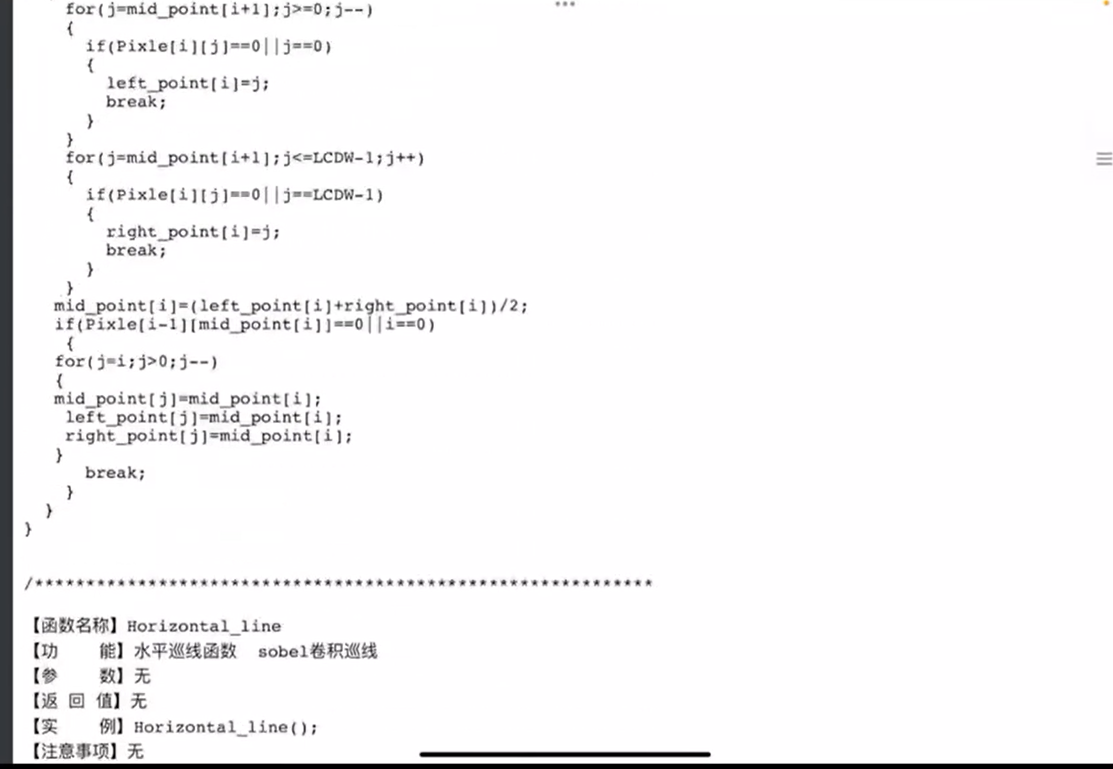 for(j=mid_point[i+1];j>=0;j--)
{
if(Pixle[i][j]==0||j==0)
{
left_point[i]=j;
break;
}
}
for(j=mid_point[i+1];j<=LCDW-1;j++)
{
if(Pixle[i][j]==0||j==LCDW-1)
{
right_point[i]=j;
break;
}
}
mid_point[i]=(left_point[i]+right_point[i])/2;
if(Pixle[i-1][mid_point[i]]==0||i==0)
{
for(j=i;j>0;j--)
{
mid_point[j]=mid_point[i];
left_point[j]=mid_point[i];
right_point[j]=mid_point[i];
}
break;
}
}
}
/************************************************************
【函数名称】Horizontal_line
【功 能】水平巡线函数 sobel卷积巡线
【参 数】无
【返 回 值】无
【实 例】Horizontal_line();
【注意事项】无